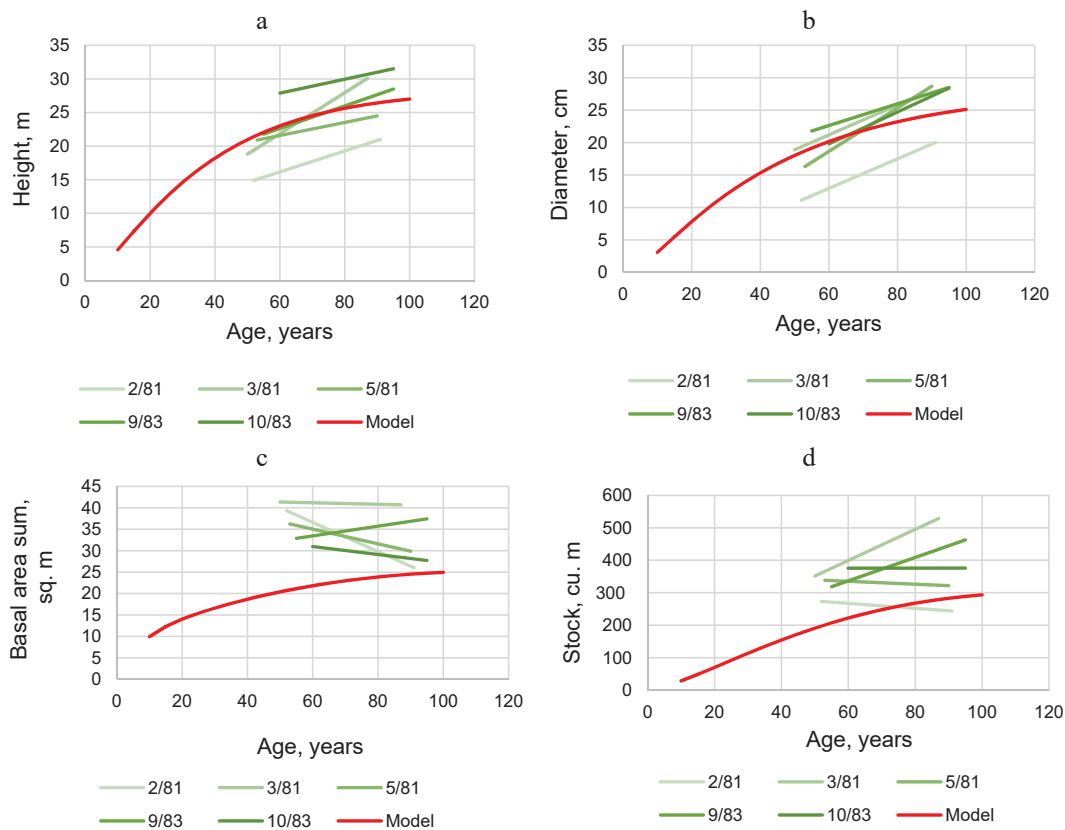 a
35
30
25
20
15
10
5
0
Height, m
0 20 40 60 80 100 120
Age, years
2/81 3/81 5/81
9/83 10/83 Model
b
35
30
25
20
15
10
5
0
Diameter, cm
0 20 40 60 80 100 120
Age, years
2/81 3/81 5/81
9/83 10/83 Model
c
45
40
35
30
25
20
15
10
5
0
Basal area sum,
sq. m
0 20 40 60 80 100 120
Age, years
2/81 3/81 5/81
9/83 10/83 Model
d
600
500
400
300
200
100
0
Stock, cu. m
0 20 40 60 80 100 120
Age, years
2/81 3/81 5/81
9/83 10/83 Model